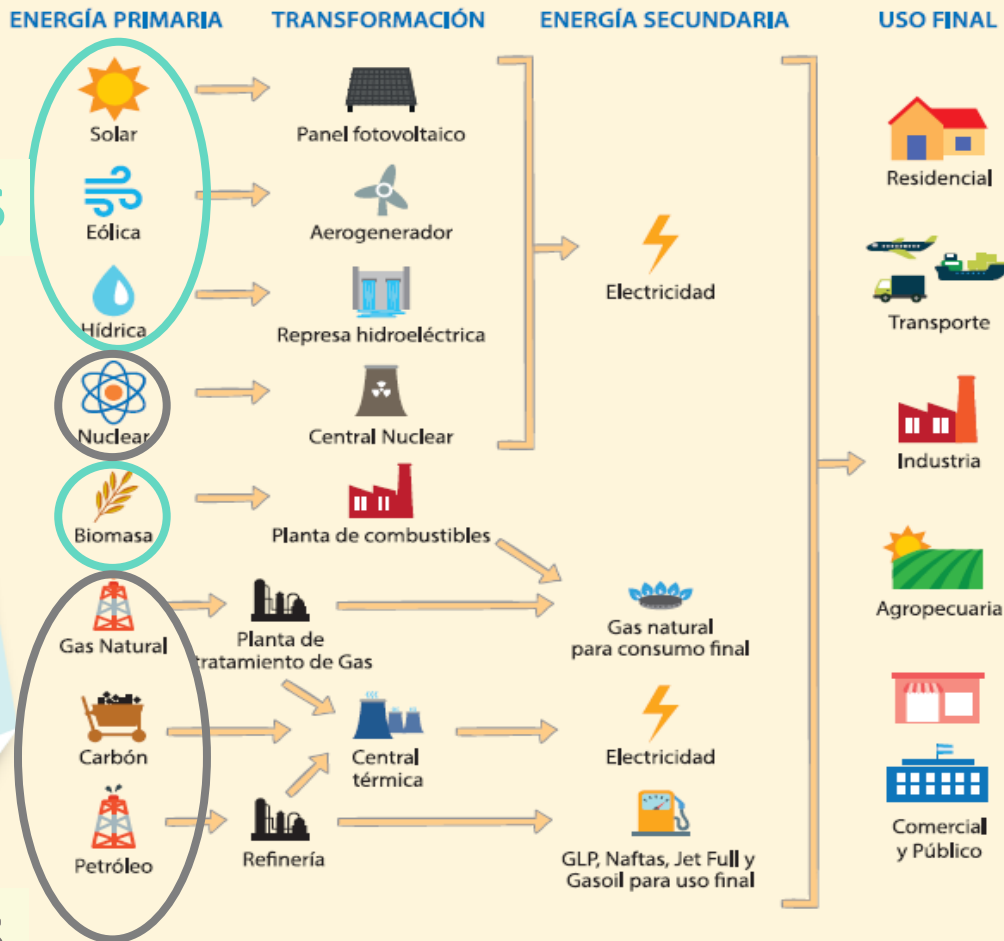 ENERGÍA PRIMARIA TRANSFORMACIÓN ENERGÍA SECUNDARIA USO FINAL
Solar
Panel fotovoltaico
Eólica
Aerogenerador
Hídrica
Represa hidroeléctrica
Nuclear
Central Nuclear
Biomasa
Planta de combustibles
Gas Natural
Planta de
tratamiento de Gas
Carbón
Central
térmica
Petróleo
Refinería
Electricidad
Gas natural
para consumo final
Electricidad
GLP, Naftas, Jet Full y
Gasoil para uso final
Residencial
Transporte
Industria
Agropecuaria
Comercial
y Público